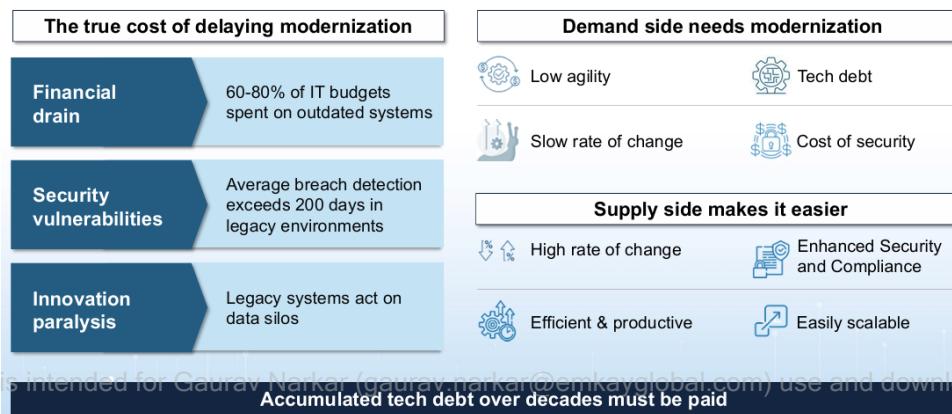 The true cost of delaying modernization
Financial
drain
60-80% of IT budgets
spent on outdated systems
Security
vulnerabilities
Average breach detection
exceeds 200 days in
legacy environments
Innovation
paralysis
Legacy systems act on
data silos
Demand side needs modernization
Low agility
Tech debt
Slow rate of change
Cost of security
Supply side makes it easier
High rate of change
Enhanced Security
and Compliance
Efficient & productive
Easily scalable
is intended for Gaurav Narkar (gaurav.narkar@emkayglobal.com) use and downl
Accumulated tech debt over decades must be paid